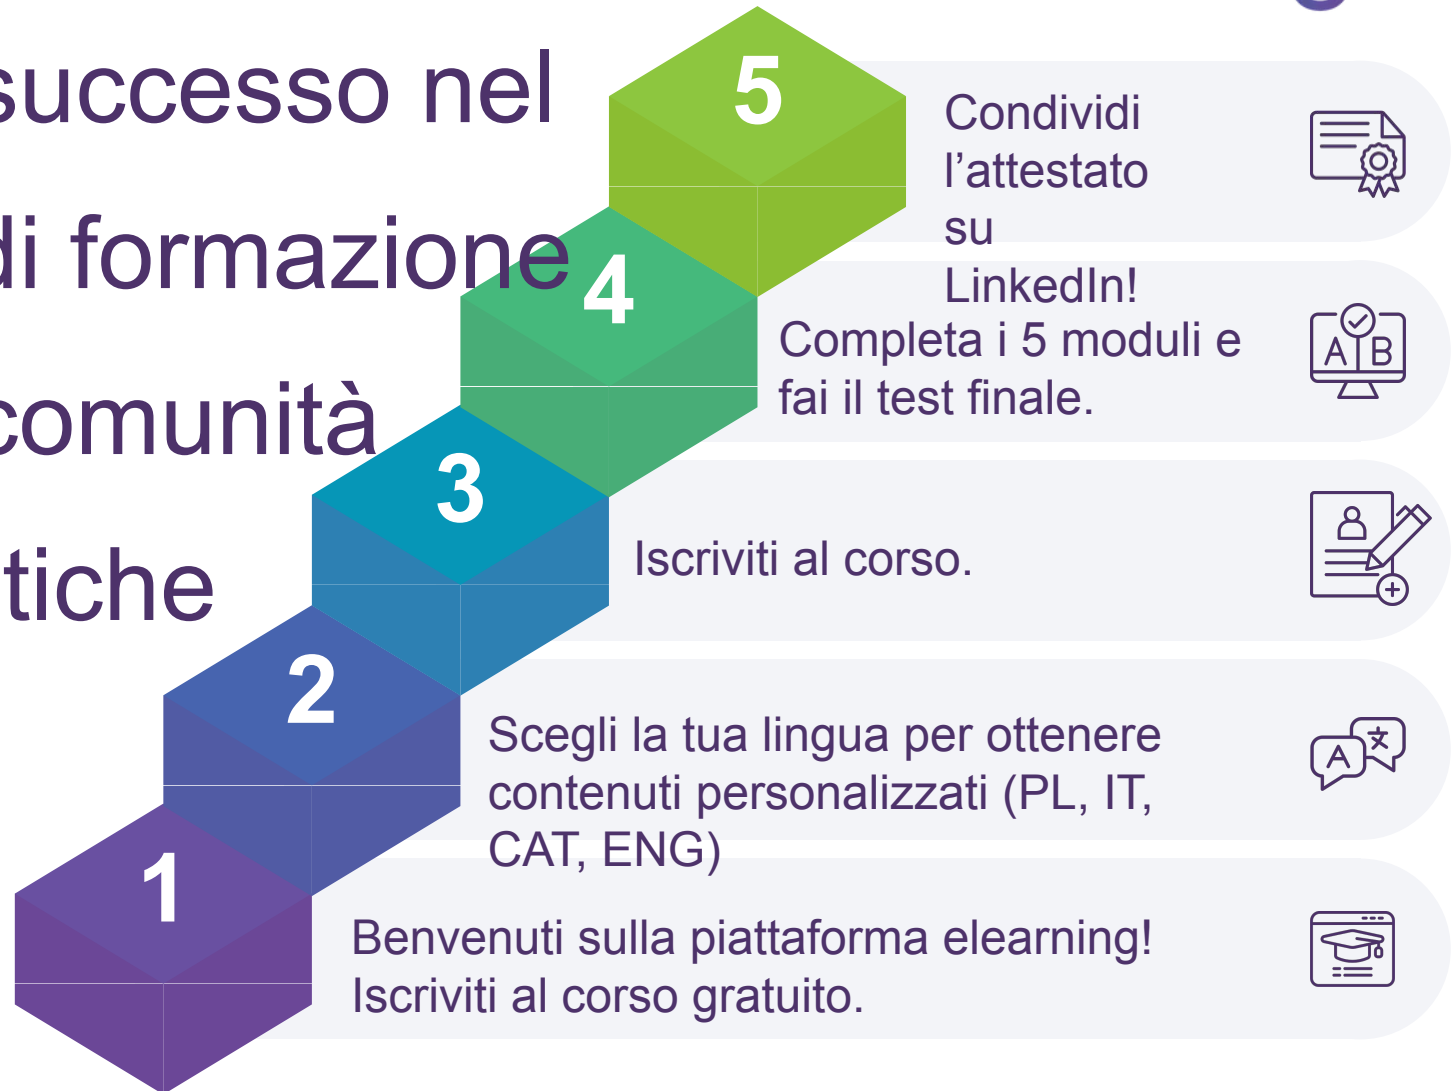 successo nel
di formazione
comunità
tiche
5
Condividi
l’attestato
su
LinkedIn!
4
Completa i 5 moduli e
fai il test finale.
3
Iscriviti al corso.
2
Scegli la tua lingua per ottenere
contenuti personalizzati (PL, IT,
CAT, ENG)
1
Benvenuti sulla piattaforma elearning!
Iscriviti al corso gratuito.
A B
A 文